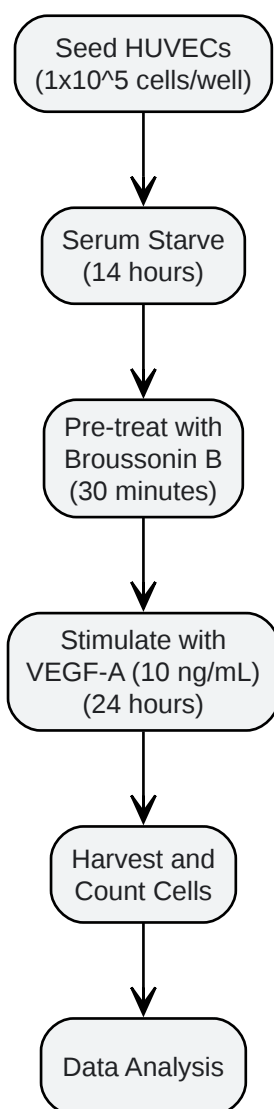 Seed HUVECs
(1x10^5 cells/well)
Serum Starve
(14 hours)
Pre-treat with
Broussonin B
(30 minutes)
Stimulate with
VEGF-A (10 ng/mL)
(24 hours)
Harvest and
Count Cells
Data Analysis